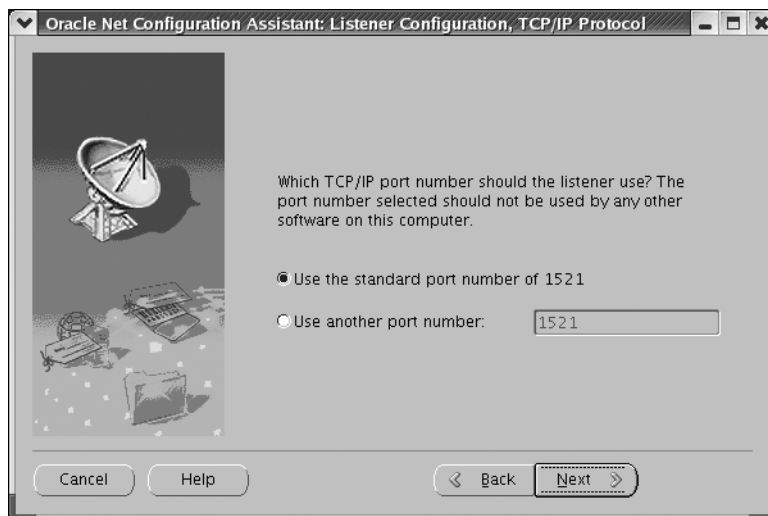 Oracle Net Configuration Assistant: Listener Configuration, TCP/IP Protocol
Which TCP/IP port number should the listener use? The
port number selected should not be used by any other
software on this computer.
Use the standard port number of 1521
Use another port number: 1521
Cancel Help Back Next